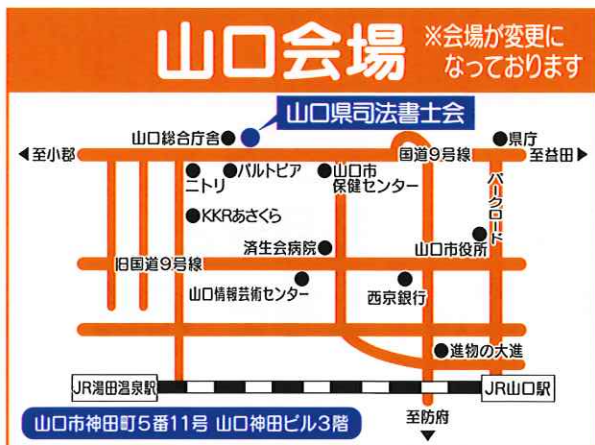 山口会場
※会場が変更に
なっております
山口県司法書士会
山口総合庁舎
県庁
◀至小郡
国道9号線
至益田▶
ニトリ
パルトピア
山口市
保健センター
パークロード
KKRあさくら
済生会病院
山口市役所
旧国道9号線
山口情報芸術センター
西京銀行
進物の大進
JR湯田温泉駅
JR山口駅
山口市神田町5番11号 山口神田ビル3階
至防府
▼